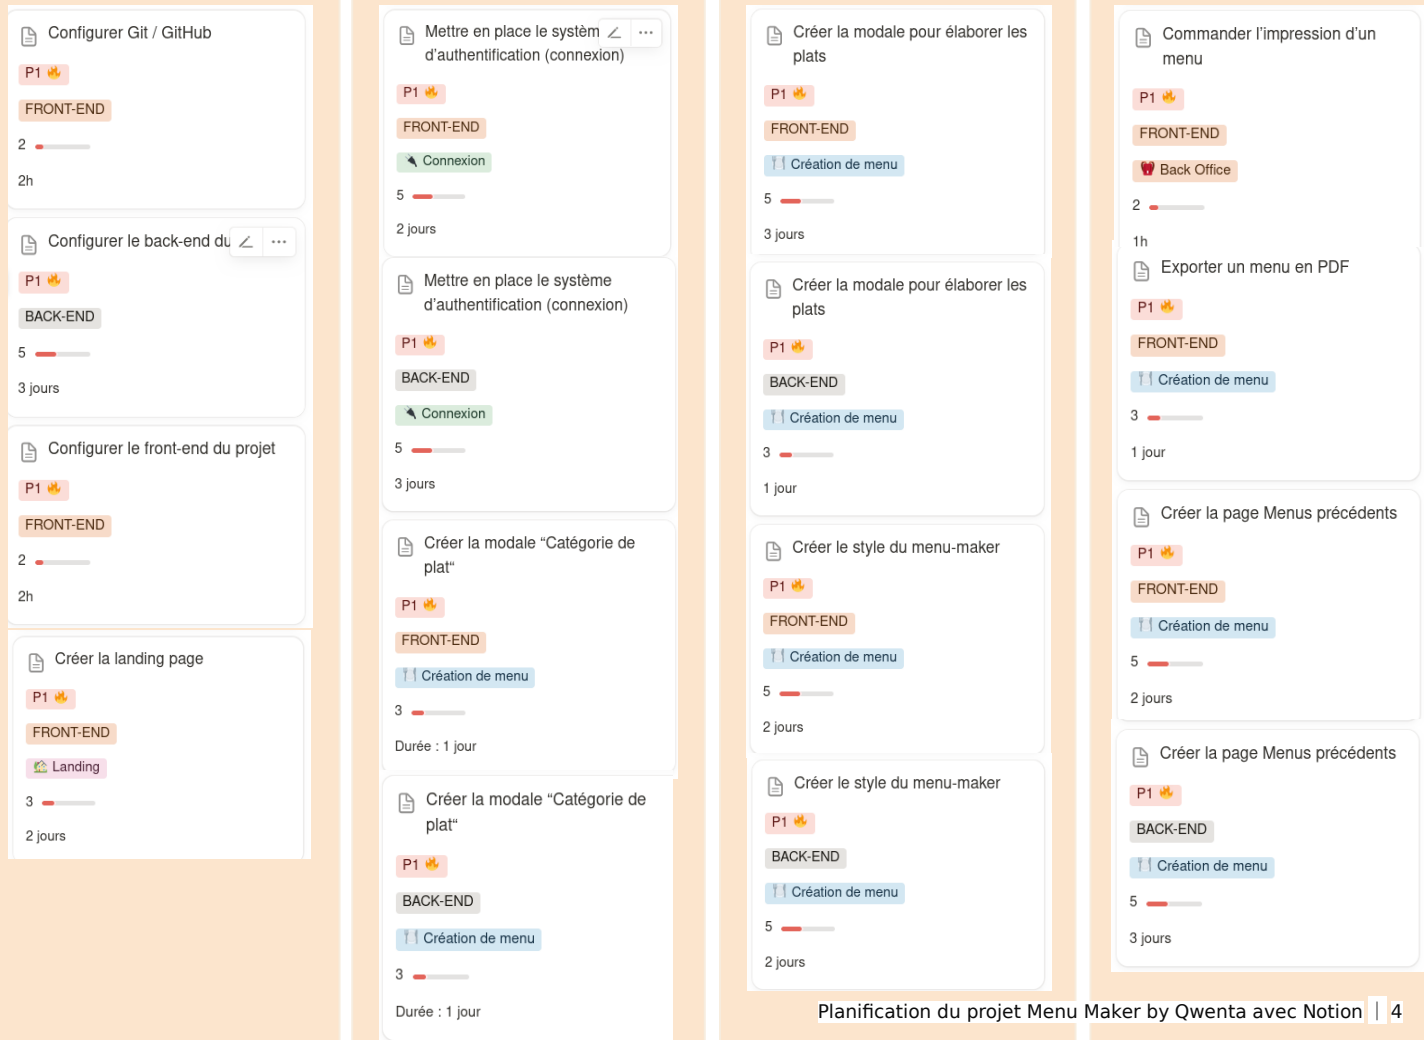 Configurer Git / GitHub
P1
FRONT-END
2
2h
Configurer le back-end du
P1
BACK-END
5
3 jours
Configurer le front-end du projet
P1
FRONT-END
2
2h
Créer la landing page
P1
FRONT-END
Landing
3
2 jours
Mettre en place le systèm
d’authentification (connexion)
P1
FRONT-END
Connexion
5
2 jours
Mettre en place le système
d’authentification (connexion)
P1
BACK-END
Connexion
5
3 jours
Créer la modale “Catégorie de
plat“
P1
FRONT-END
Création de menu
3
Durée : 1 jour
Créer la modale “Catégorie de
plat“
P1
BACK-END
Création de menu
3
Durée : 1 jour
Créer la modale pour élaborer les
plats
P1
FRONT-END
Création de menu
5
3 jours
Créer la modale pour élaborer les
plats
P1
BACK-END
Création de menu
3
1 jour
Créer le style du menu-maker
P1
FRONT-END
Création de menu
5
2 jours
Créer le style du menu-maker
P1
BACK-END
Création de menu
5
2 jours
Commander l’impression d’un
menu
P1
FRONT-END
Back Office
2
1h
Exporter un menu en PDF
P1
FRONT-END
Création de menu
3
1 jour
Créer la page Menus précédents
P1
FRONT-END
Création de menu
5
2 jours
Créer la page Menus précédents
P1
BACK-END
Création de menu
5
3 jours
Planification du projet Menu Maker by Qwenta avec Notion | 4